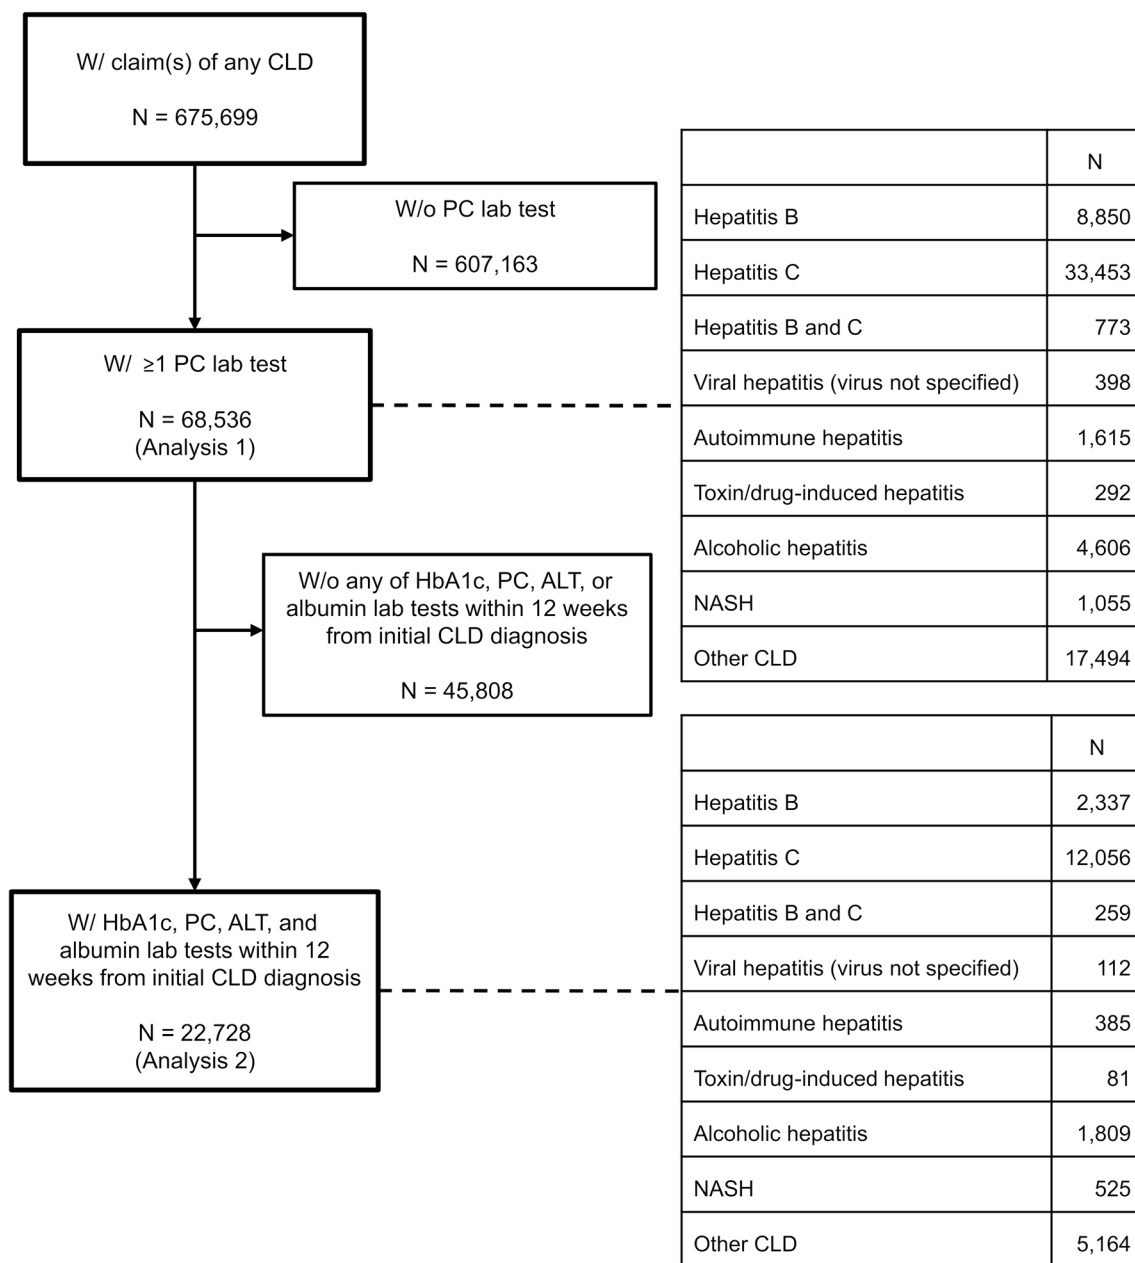 W/ claim(s) of any CLD
N = 675,699
W/o PC lab test
N = 607,163
W/ ≥1 PC lab test
N = 68,536
(Analysis 1)
W/o any of HbA1c, PC, ALT, or
albumin lab tests within 12 weeks
from initial CLD diagnosis
N = 45,808
W/ HbA1c, PC, ALT, and
albumin lab tests within 12
weeks from initial CLD diagnosis
N = 22,728
(Analysis 2)
N
Hepatitis B 8,850
Hepatitis C 33,453
Hepatitis B and C 773
Viral hepatitis (virus not specified) 398
Autoimmune hepatitis 1,615
Toxin/drug-induced hepatitis 292
Alcoholic hepatitis 4,606
NASH 1,055
Other CLD 17,494
N
Hepatitis B 2,337
Hepatitis C 12,056
Hepatitis B and C 259
Viral hepatitis (virus not specified) 112
Autoimmune hepatitis 385
Toxin/drug-induced hepatitis 81
Alcoholic hepatitis 1,809
NASH 525
Other CLD 5,164